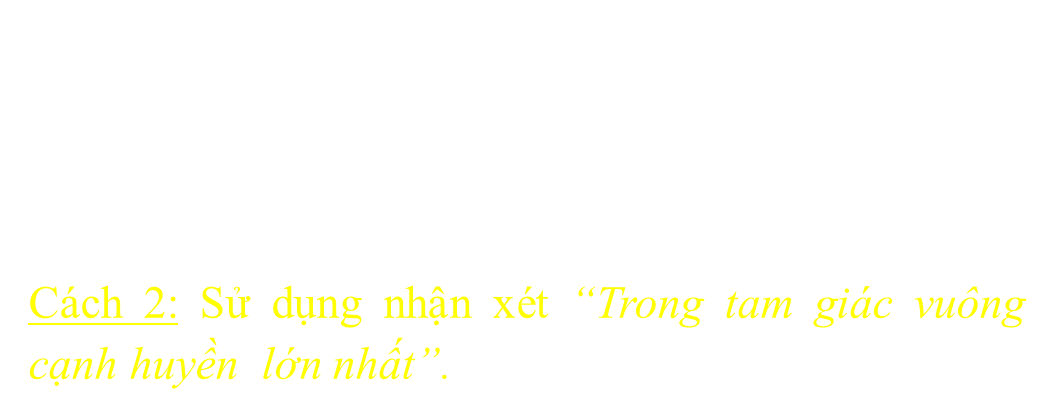 Cách 2: Sử dụng nhận xét “Trong tam giác vuông
cạnh huyền lớn nhất”.